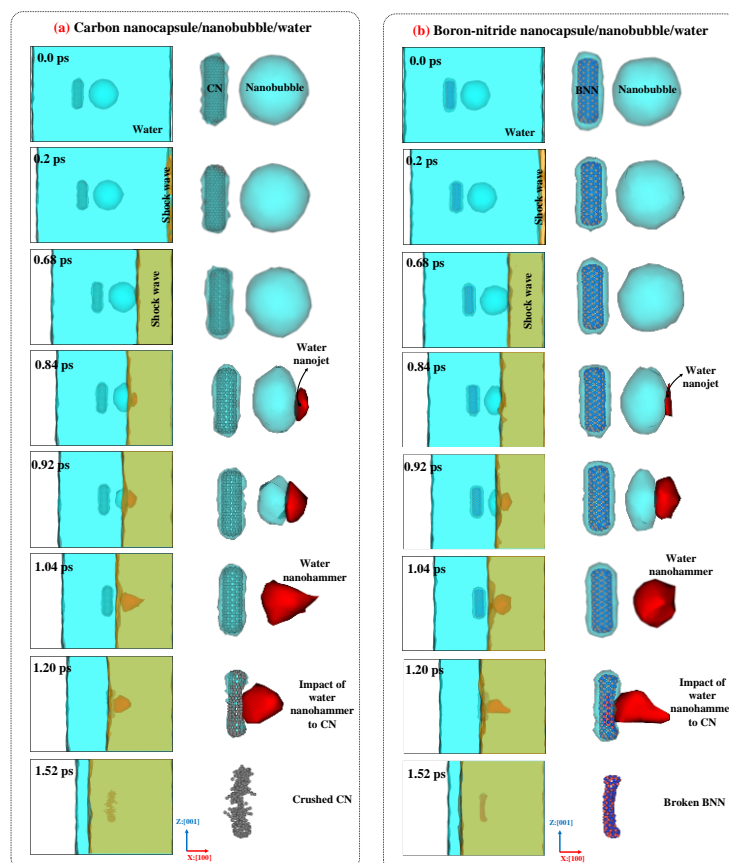 (a) Carbon nanocapsule/nanobubble/water
0.0 ps
CN
Nanobubble
Water
0.2 ps
Shock wave
0.68 ps
Shock wave
Water
nanojet
0.84 ps
0.92 ps
1.04 ps
Water
nanohammer
1.20 ps
Impact of
water
nanohammer
to CN
1.52 ps
Crushed CN
Z:[001]
X:[100]
(b) Boron-nitride nanocapsule/nanobubble/water
0.0 ps
BNN
Nanobubble
Water
0.2 ps
Shock wave
0.68 ps
Shock wave
0.84 ps
Water
nanojet
0.92 ps
1.04 ps
Water
nanohammer
1.20 ps
Impact of
water
nanohammer
to CN
1.52 ps
Broken BNN
Z:[001]
X:[100]